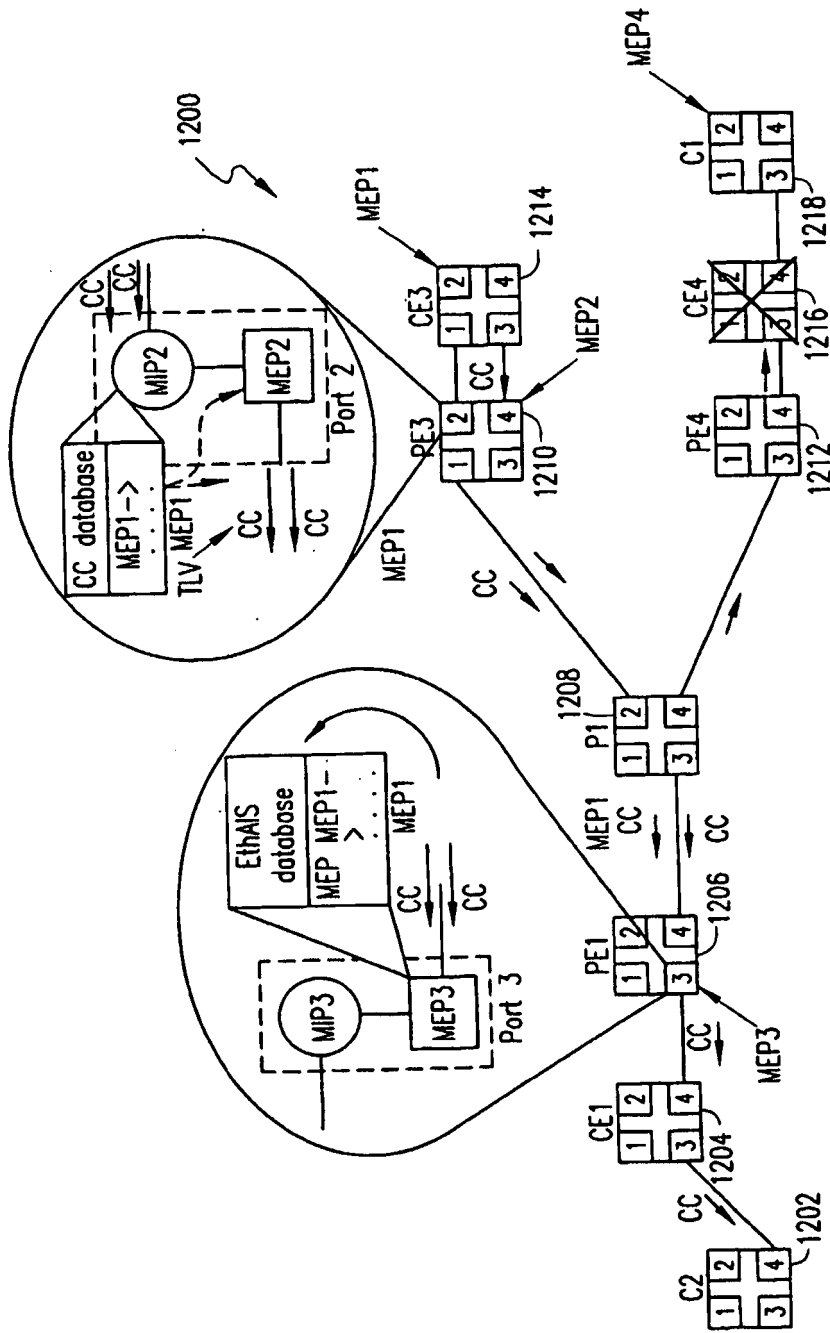 1200
CC
CC
MIP2
MEP2
Port 2
CC database
MEP1->
. . . .
MEP1
TLV
CC
CC
MEP1
MEP1
CE3
1 2
3 4
1214
CC
MEP2
PE3
1 2
3 4
1210
CC
MEP4
C1
1 2
3 4
1218
CE4
1 2
3 4
1216
PE4
1 2
3 4
1212
EthAIS
database
MEP MEP1-
> . . . .
MEP1
CC
CC
MIP3
MEP3
Port 3
1208
P1
1 2
3 4
MEP1
CC
CC
PE1
1 2
3 4
1206
MEP3
CC
CE1
1 2
3 4
1204
CC
C2
1 2
3 4
1202